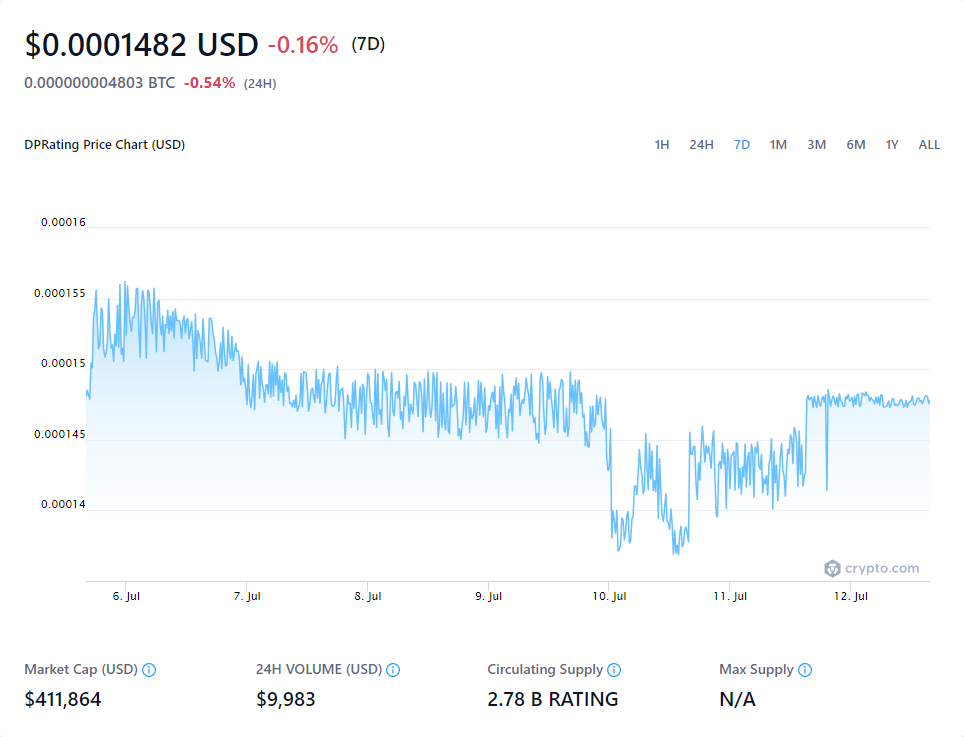 $0.0001482 USD -0.16% (7D)
0.000000004803 BTC -0.54% (24H)
DPRating Price Chart (USD)
1H 24H 7D 1M 3M 6M 1Y ALL
0.00016
0.000155
0.00015
0.000145
0.00014
crypto.com
6. Jul 7. Jul 8. Jul 9. Jul 10. Jul 11. Jul 12. Jul
Market Cap (USD) 24H VOLUME (USD) Circulating Supply Max Supply
$411,864 $9,983 2.78 B RATING N/A